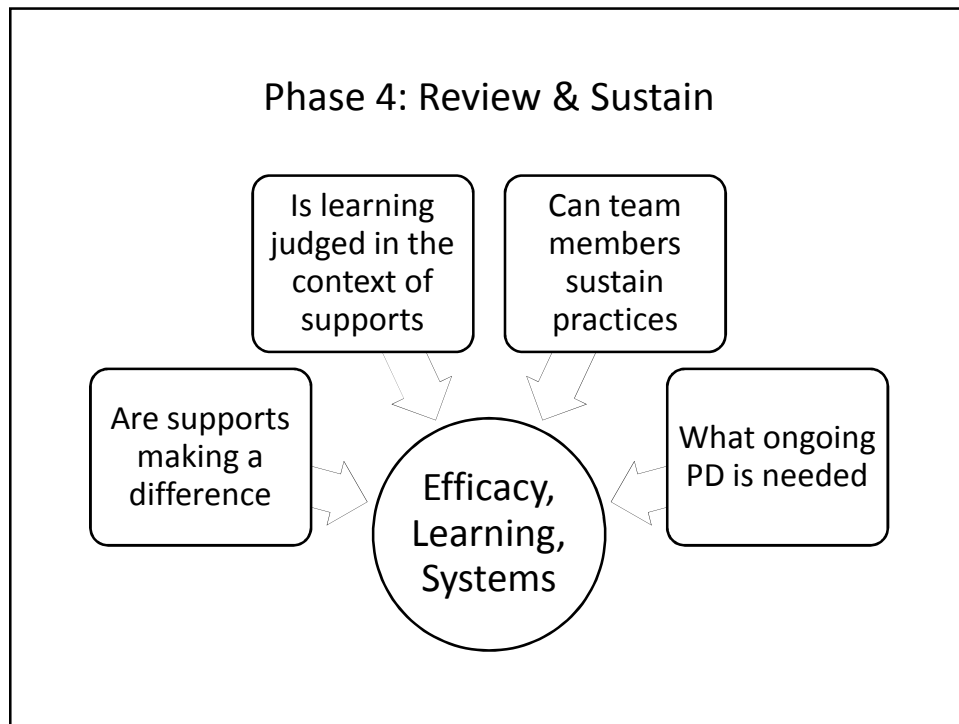 Phase 4: Review & Sustain
Is learning
judged in the
context of
supports
Can team
members
sustain
practices
Are supports
making a
difference
What ongoing
PD is needed
Efficacy,
Learning,
Systems